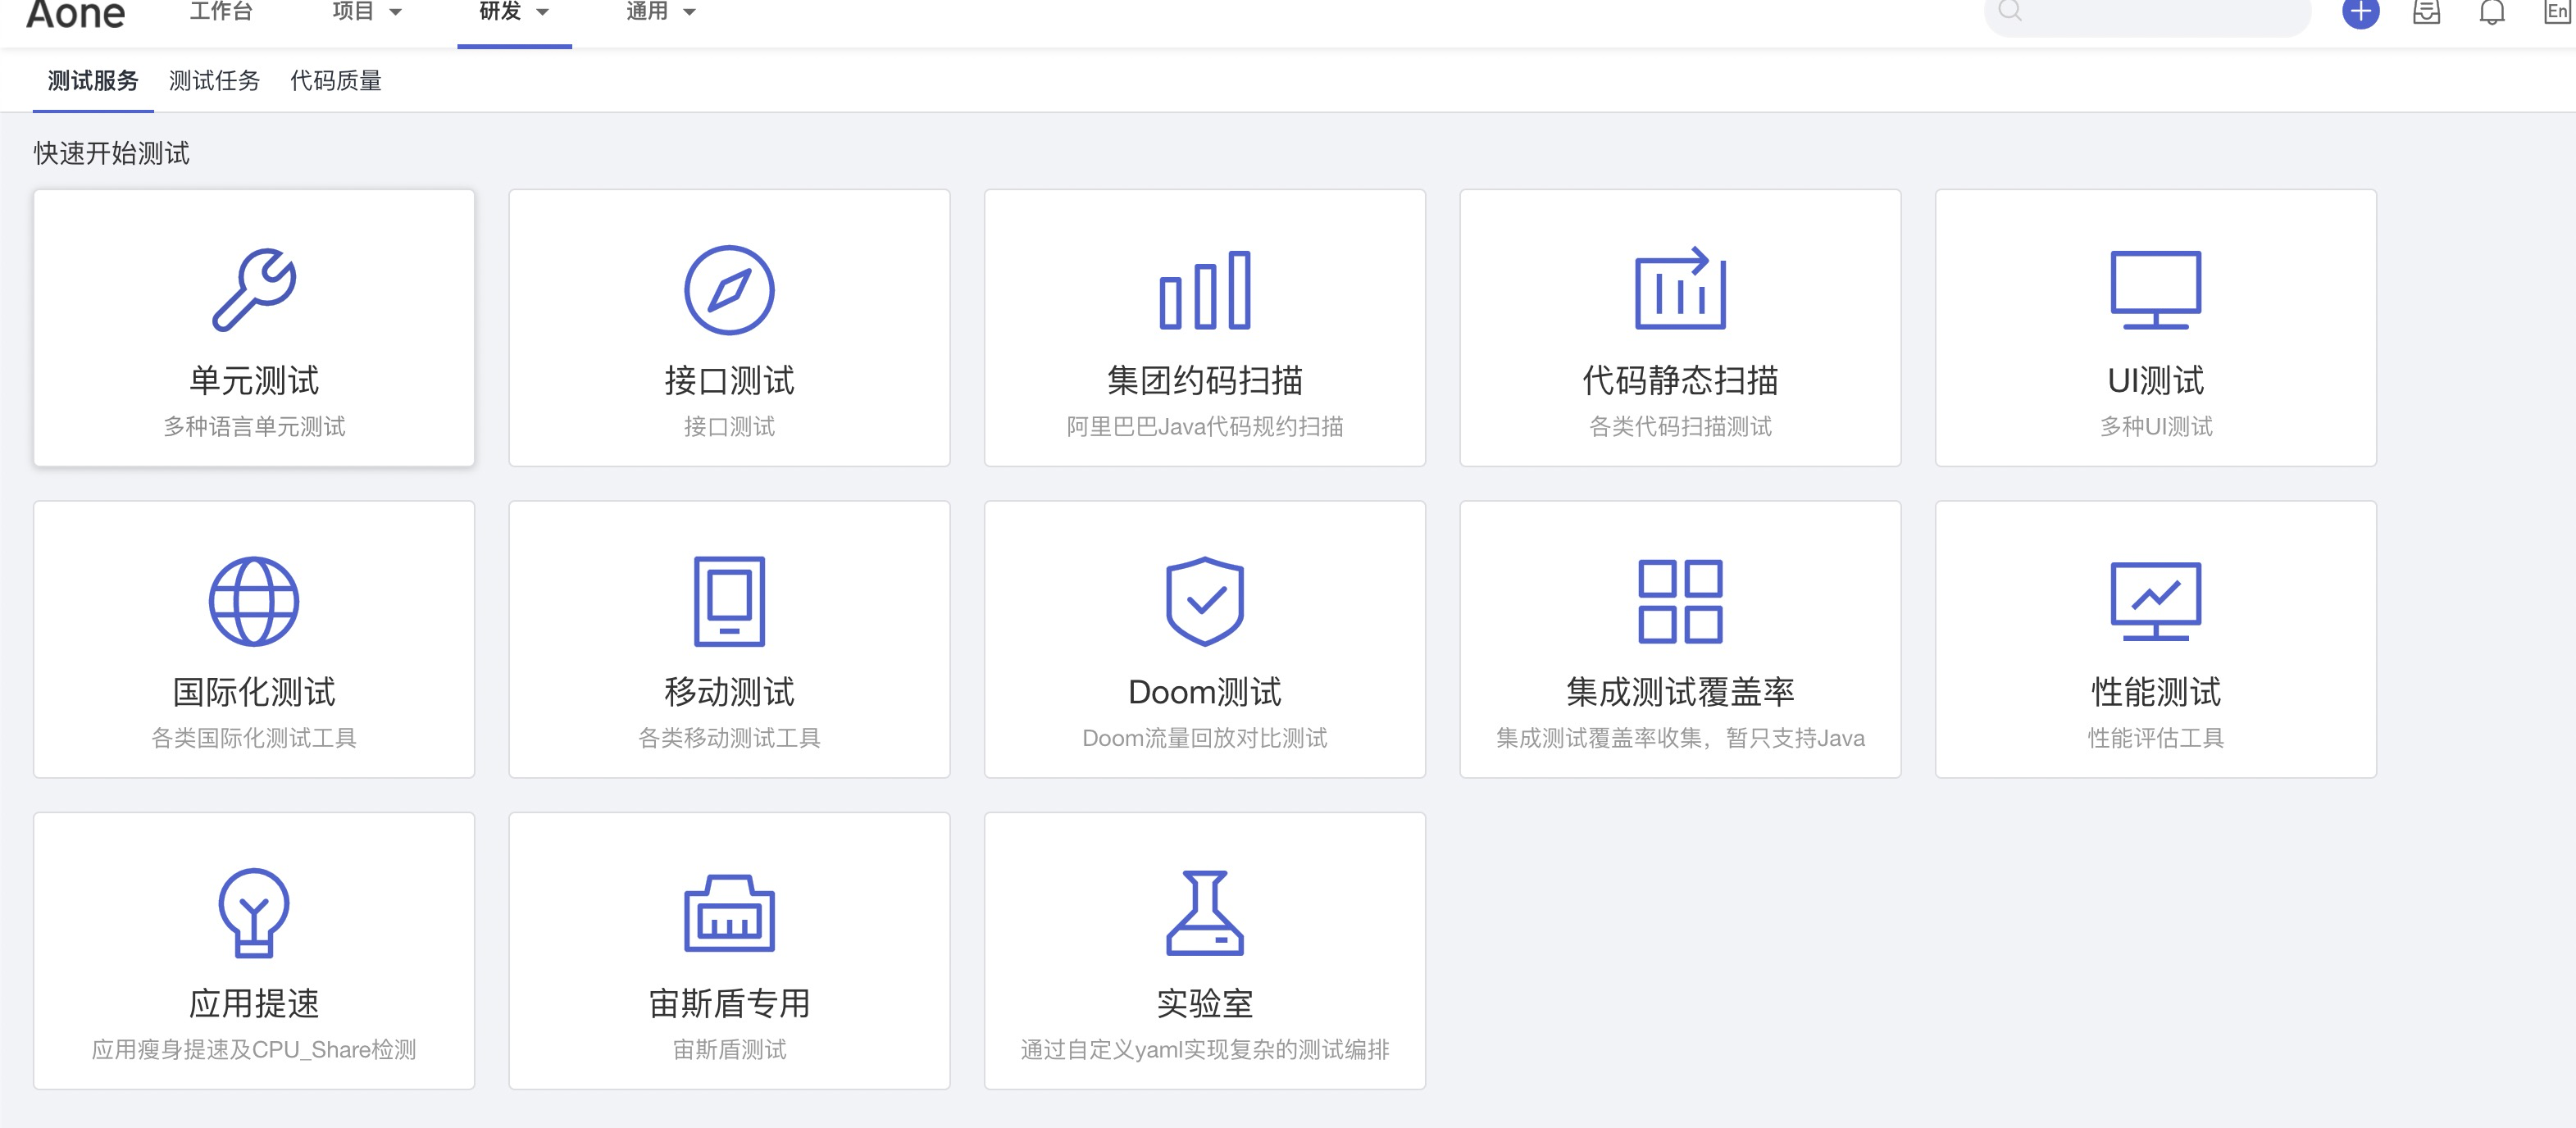 Aone 工作台 项目 研发 通用 En
测试服务 测试任务 代码质量
快速开始测试
单元测试
多种语言单元测试
接口测试
接口测试
集团约码扫描
阿里巴巴Java代码规约扫描
代码静态扫描
各类代码扫描测试
UI测试
多种UI测试
国际化测试
各类国际化测试工具
移动测试
各类移动测试工具
Doom测试
Doom流量回放对比测试
集成测试覆盖率
集成测试覆盖率收集，暂只支持Java
性能测试
性能评估工具
应用提速
应用瘦身提速及CPU_Share检测
宙斯盾专用
宙斯盾测试
实验室
通过自定义yaml实现复杂的测试编排